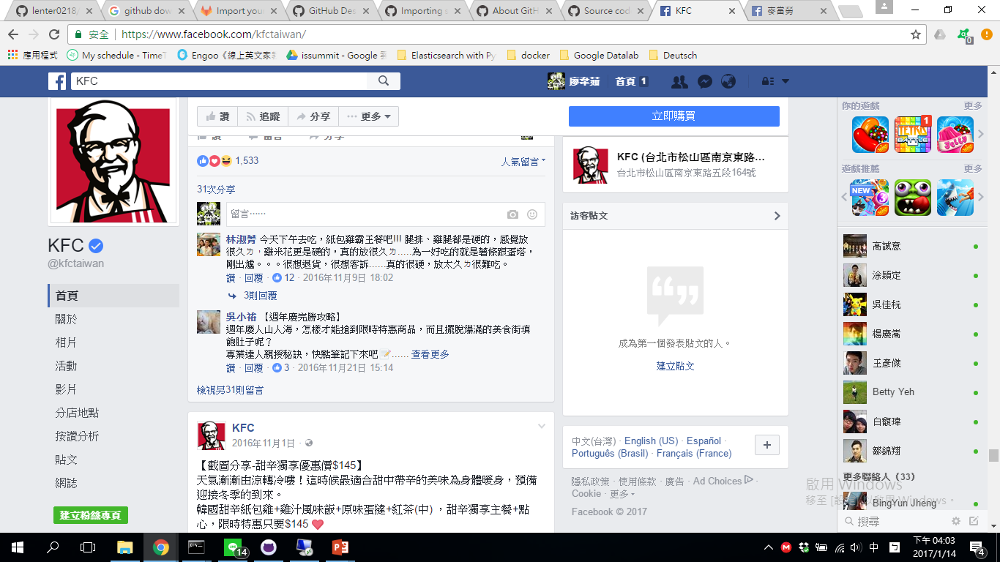 lenter0218/
github dow
Import your
GitHub Des
Importing s
About GitH
Source coo
KFC
麥當勞
安全
https://www.facebook.com/kfctaiwan/
0
應用程式
My schedule - TimeT
Engoo《線上英文家教
issummit - Google 雲
Elasticsearch with Py
docker
Google Datalab
Deutsch
KFC
廖韋茹
首頁 1
讚
追蹤
分享
更多
立即購買
讚 留言 分享
1,533
人氣留言
31次分享
留言……
林淑菁 今天下午去吃，紙包雞霸王餐吧!!! 腿排、雞腿都是硬的，感覺放
很久ㄌ，雞米花更是硬的，真的放很久ㄌ.....為一好吃的就是薯條跟蛋塔，
剛出爐。。。很想退貨，很想客訴......真的很硬，放太久ㄌ很難吃。
讚 · 回覆 · 12 · 2016年11月9日 18:02
3則回覆
吳小祐 【週年慶完勝攻略】
週年慶人山人海，怎樣才能搶到限時特惠商品，而且擺脫爆滿的美食街填
飽肚子呢？
專業達人親授秘訣，快點筆記下來吧📝...... 查看更多
讚 · 回覆 · 3 · 2016年11月21日 15:14
檢視另31則留言
KFC
2016年11月1日 ·
【截圖分享-甜辛獨享優惠價$145】
天氣漸漸由涼轉冷嘍！這時候最適合甜中帶辛的美味為身體暖身，預備
迎接冬季的到來。
韓國甜辛紙包雞+雞汁風味飯+原味蛋撻+紅茶(中)，甜辛獨享主餐+點
心，限時特惠只要$145 ❤
KFC
@kfctaiwan
首頁
關於
相片
活動
影片
分店地點
按讚分析
貼文
網誌
建立粉絲專頁
KFC (台北市松山區南京東路...
台北市松山區南京東路五段164號
訪客貼文
成為第一個發表貼文的人。
建立貼文
中文(台灣) · English (US) · Español ·
Português (Brasil) · Français (France)
隱私政策 · 使用條款 · 廣告 · Ad Choices
Cookie · 更多
Facebook © 2017
你的遊戲
更多
TETRIS
BATTLE
1
JELLY
遊戲推薦
更多
NEW
高誠意
涂穎定
吳佳杬
楊慶嵩
王彥傑
Betty Yeh
白馥瑋
鄒錦翔
更多聯絡人 (33)
BingYun Jheng
啟用 Windows
移至 [設定] 以啟用 Windows。
搜尋
14
中
下午 04:03
2017/1/14
4